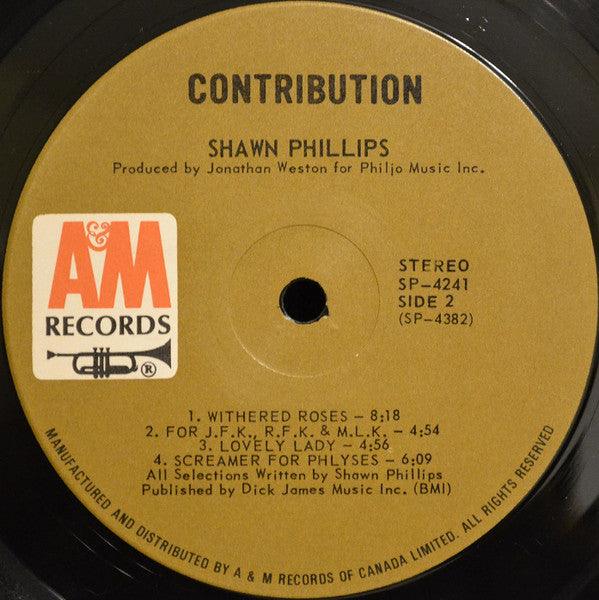 CONTRIBUTION
SHAWN PHILLIPS
Produced by Jonathan Weston for Philjo Music Inc.
A&M
RECORDS
®
STEREO
SP-4241
SIDE 2
(SP-4382)
1. WITHERED ROSES - 8:18
2. FOR J.F.K., R.F.K. & M.L.K. - 4:54
3. LOVELY LADY - 4:56
4. SCREAMER FOR PHLYSES - 6:09
All Selections Written by Shawn Phillips
Published by Dick James Music Inc. (BMI)
MANUFACTURED AND DISTRIBUTED BY A & M RECORDS OF CANADA LIMITED. ALL RIGHTS RESERVED